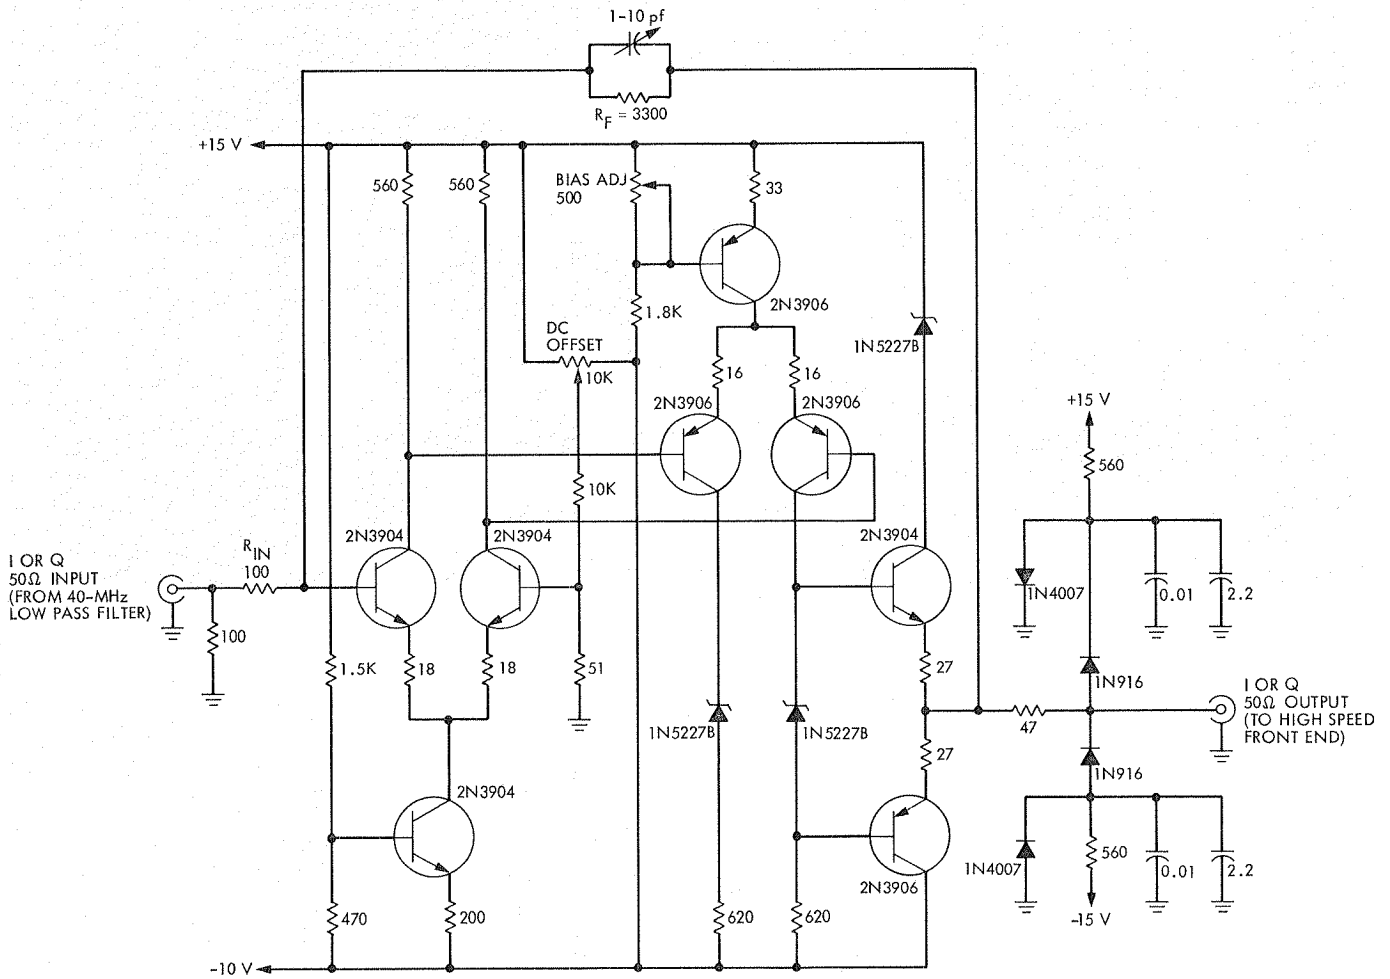 1-10 pf
R_F = 3300
+15 V
560
560
BIAS ADJ
500
33
2N3906
1.8K
DC
OFFSET
10K
1N5227B
16
16
2N3906
2N3906
+15 V
560
10K
2N3904
2N3904
2N3904
R_IN
100
I OR Q
50Ω INPUT
(FROM 40-MHz
LOW PASS FILTER)
100
1N4007
0.01
2.2
1.5K
18
18
51
27
1N916
I OR Q
50Ω OUTPUT
(TO HIGH SPEED
FRONT END)
1N5227B
1N5227B
47
27
1N916
2N3904
1N4007
560
0.01
2.2
2N3906
470
200
620
620
-15 V
-10 V